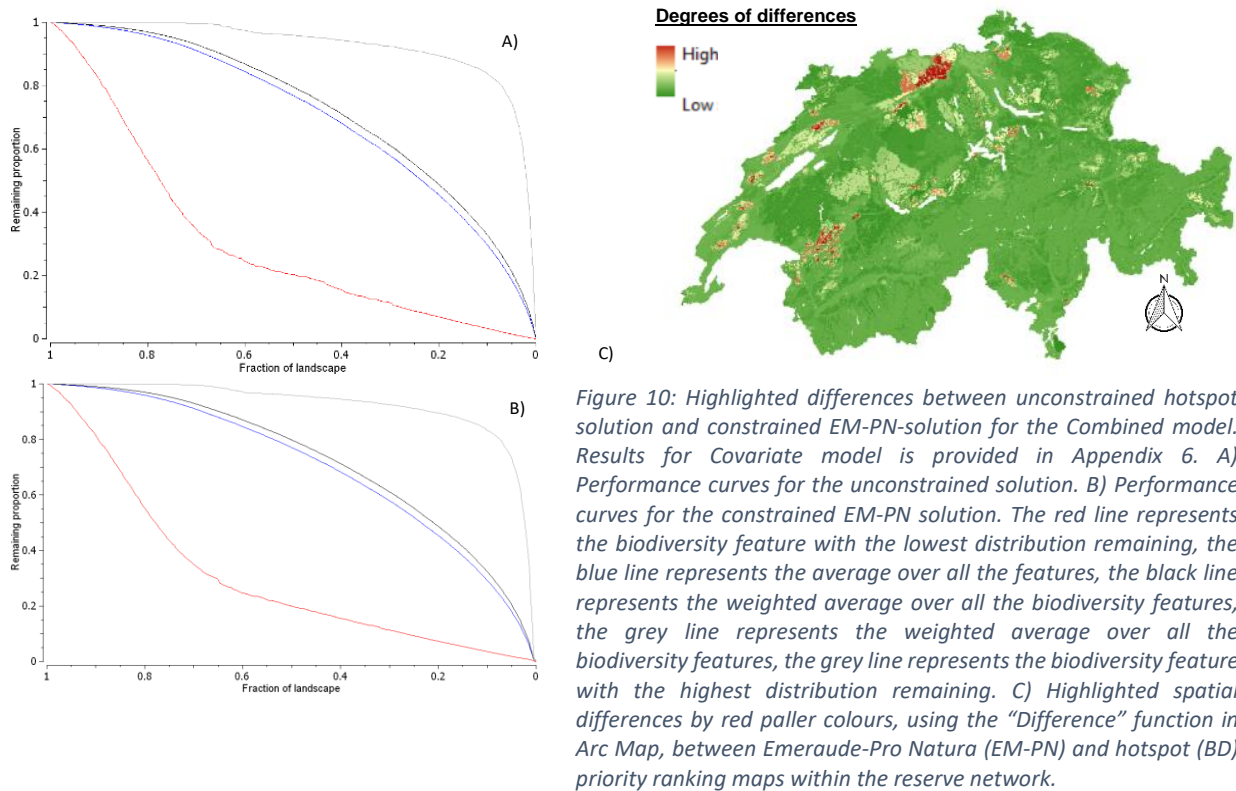 A)
1
0.8
0.6
0.4
0.2
0
Remaining proportion
1
0.8
0.6
0.4
0.2
0
Fraction of landscape
B)
1
0.8
0.6
0.4
0.2
0
Remaining proportion
1
0.8
0.6
0.4
0.2
0
Fraction of landscape
Degrees of differences
High
Low
N
C)
Figure 10: Highlighted differences between unconstrained hotspot
solution and constrained EM-PN-solution for the Combined model.
Results for Covariate model is provided in Appendix 6. A)
Performance curves for the unconstrained solution. B) Performance
curves for the constrained EM-PN solution. The red line represents
the biodiversity feature with the lowest distribution remaining, the
blue line represents the average over all the features, the black line
represents the weighted average over all the biodiversity features,
the grey line represents the weighted average over all the
biodiversity features, the grey line represents the biodiversity feature
with the highest distribution remaining. C) Highlighted spatial
differences by red paller colours, using the “Difference” function in
Arc Map, between Emeraude-Pro Natura (EM-PN) and hotspot (BD)
priority ranking maps within the reserve network.